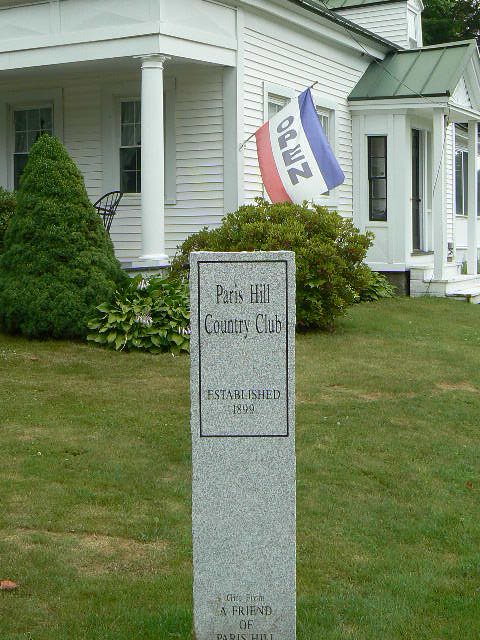 OPEN
Paris Hill
Country Club
ESTABLISHED
1899
Gift From
A FRIEND
OF
PARIS HILL